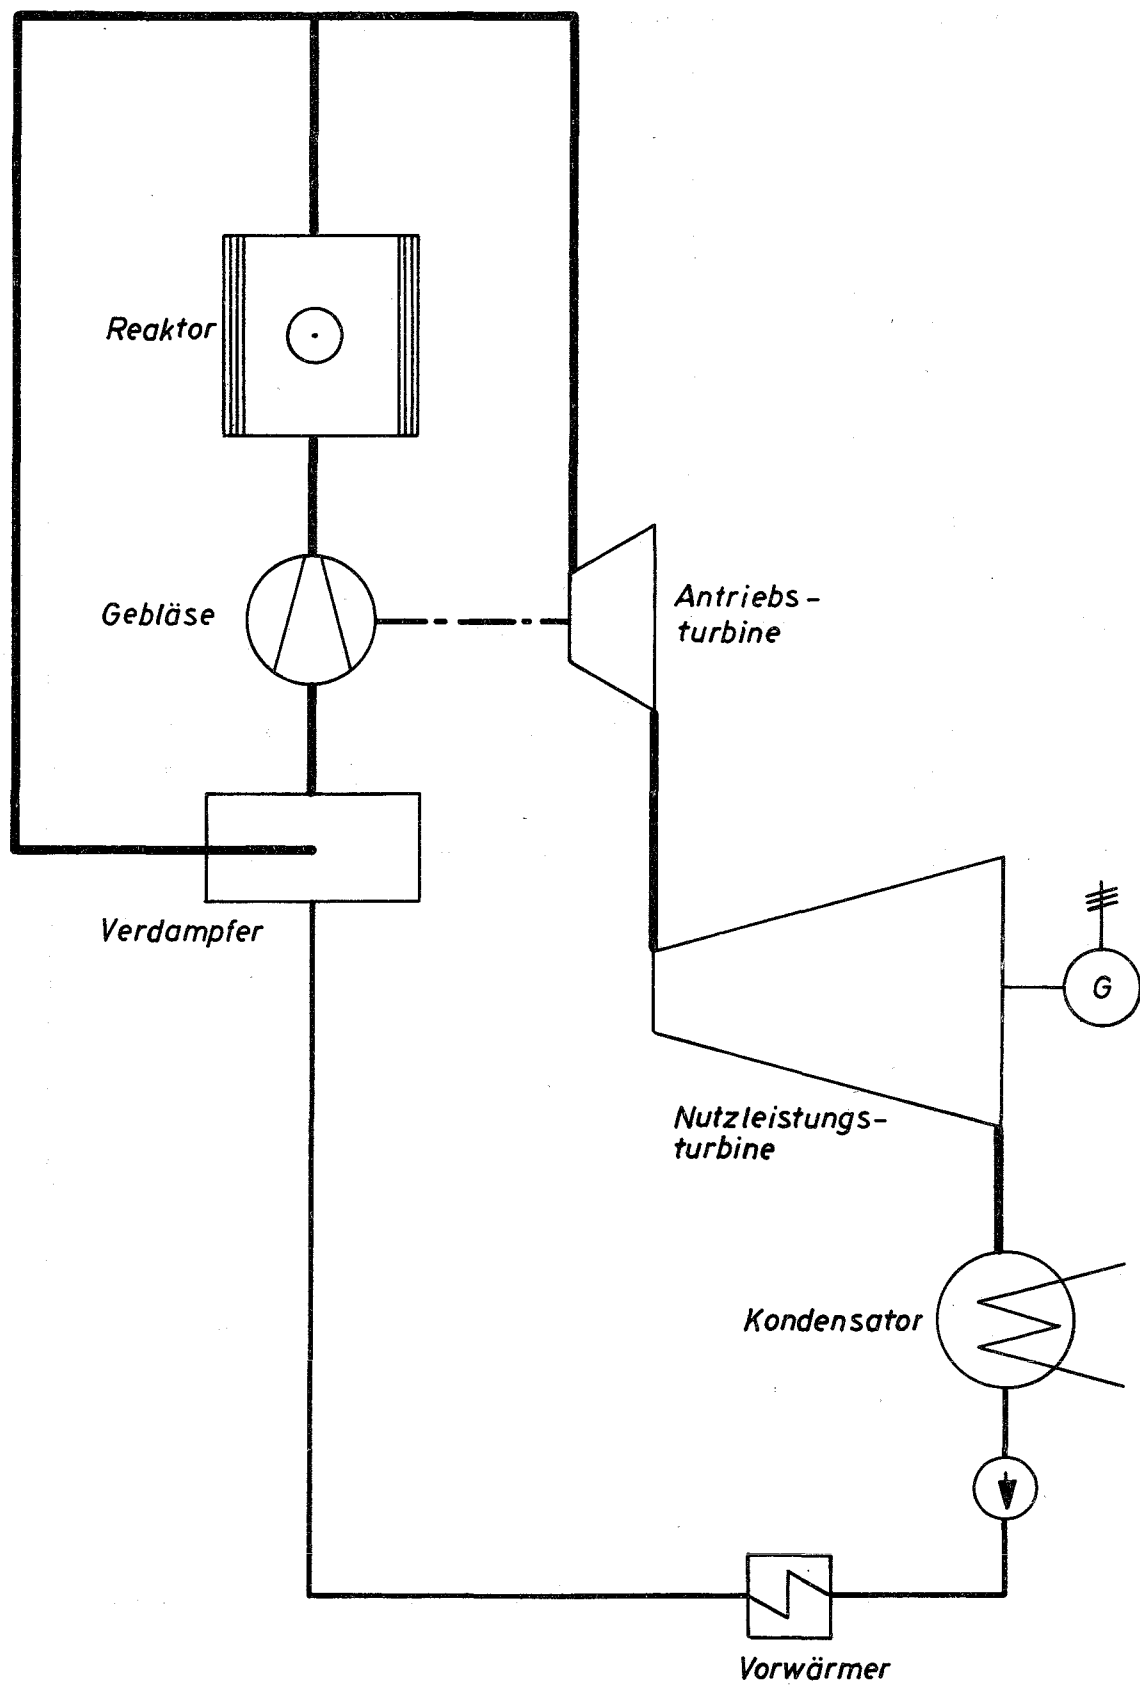 Reaktor
Gebläse
Antriebs-
turbine
Verdampfer
G
Nutzleistungs-
turbine
Kondensator
Vorwärmer